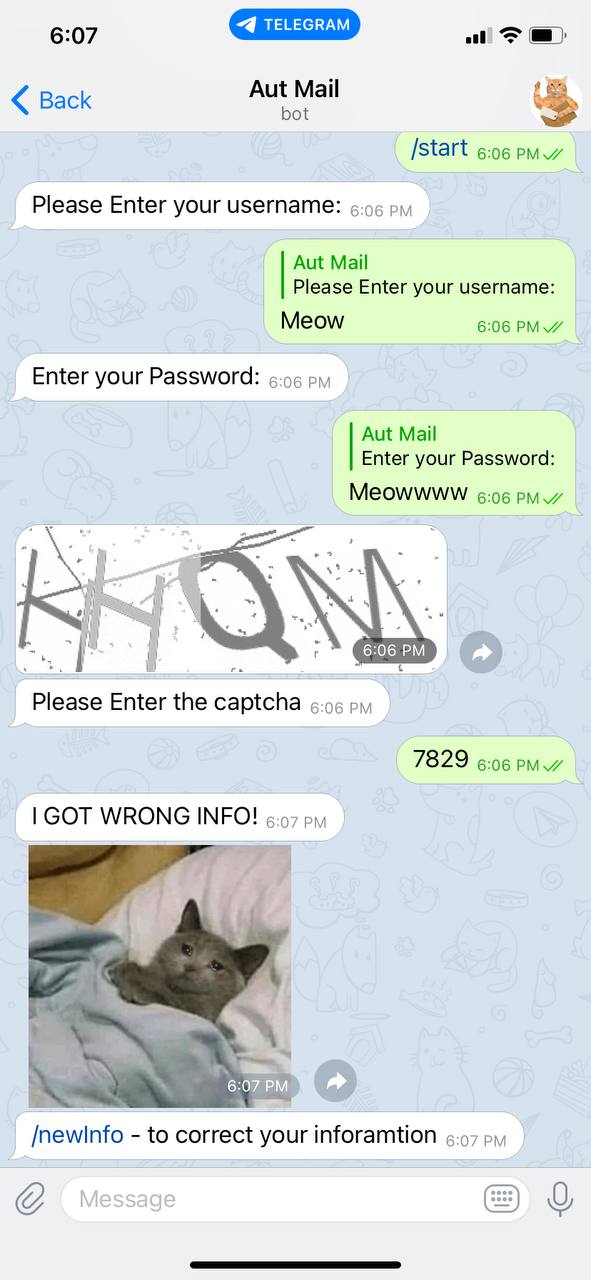 6:07
TELEGRAM
Back
Aut Mail
bot
/start 6:06 PM
Please Enter your username: 6:06 PM
Aut Mail
Please Enter your username:
Meow 6:06 PM
Enter your Password: 6:06 PM
Aut Mail
Enter your Password:
Meowwww 6:06 PM
KHQM
6:06 PM
Please Enter the captcha 6:06 PM
7829 6:06 PM
I GOT WRONG INFO! 6:07 PM
6:07 PM
/newInfo - to correct your inforamtion 6:07 PM
Message